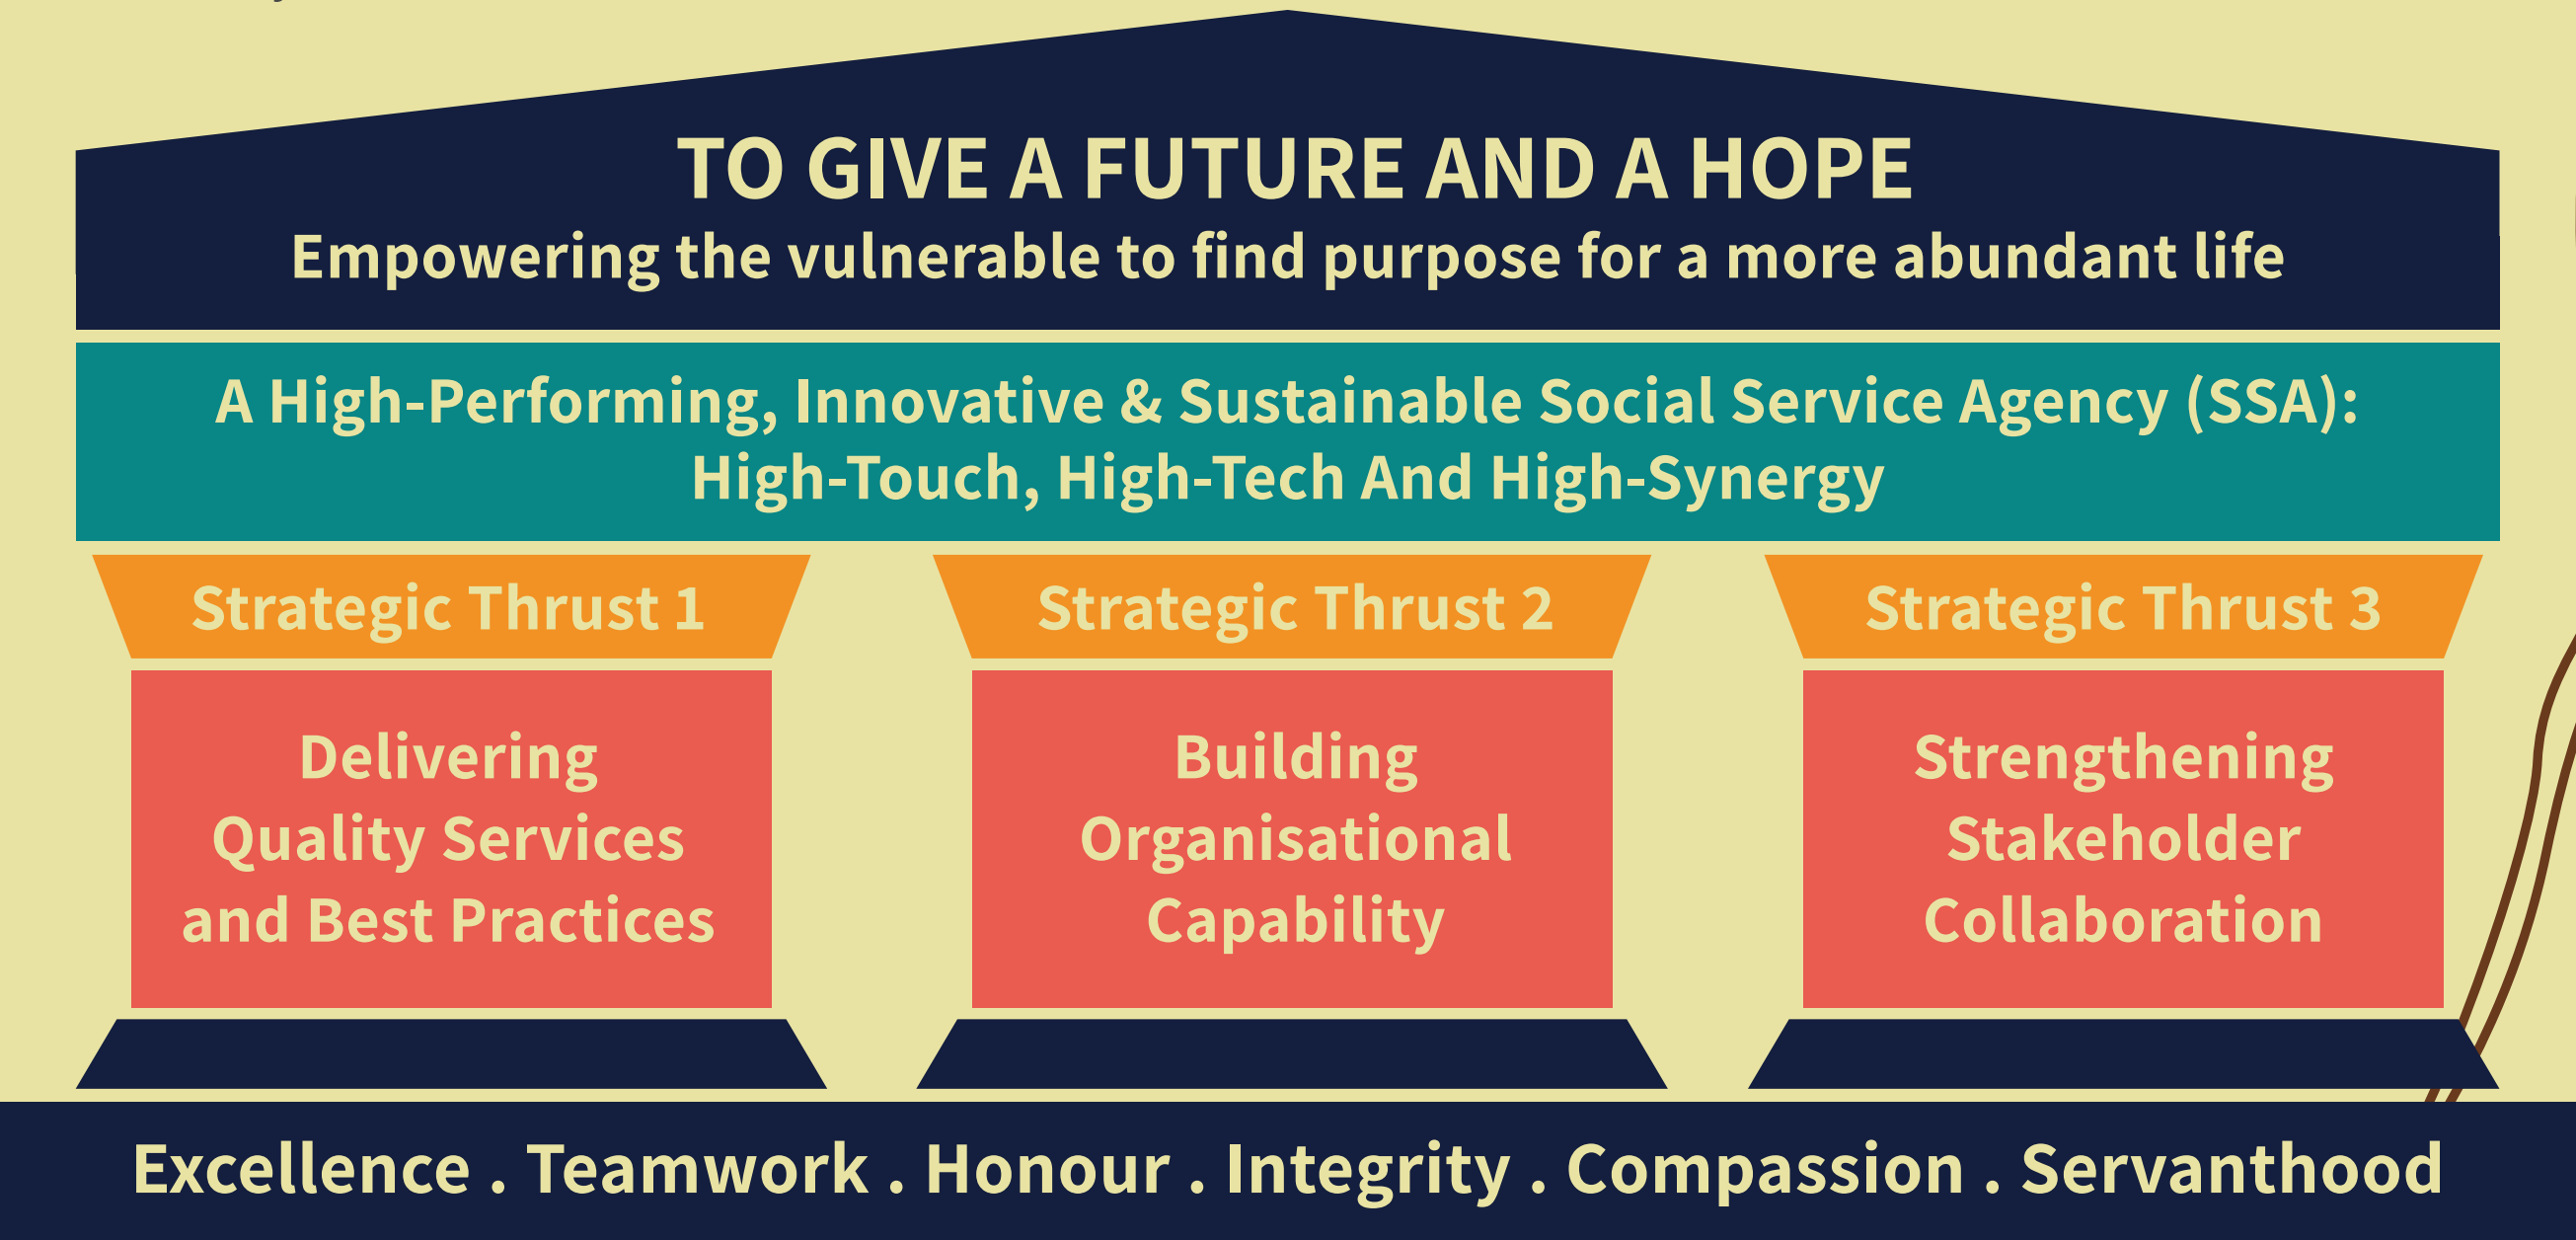 TO GIVE A FUTURE AND A HOPE
Empowering the vulnerable to find purpose for a more abundant life
A High-Performing, Innovative & Sustainable Social Service Agency (SSA):
High-Touch, High-Tech And High-Synergy
Strategic Thrust 1
Delivering
Quality Services
and Best Practices
Strategic Thrust 2
Building
Organisational
Capability
Strategic Thrust 3
Strengthening
Stakeholder
Collaboration
Excellence . Teamwork . Honour . Integrity . Compassion . Servanthood